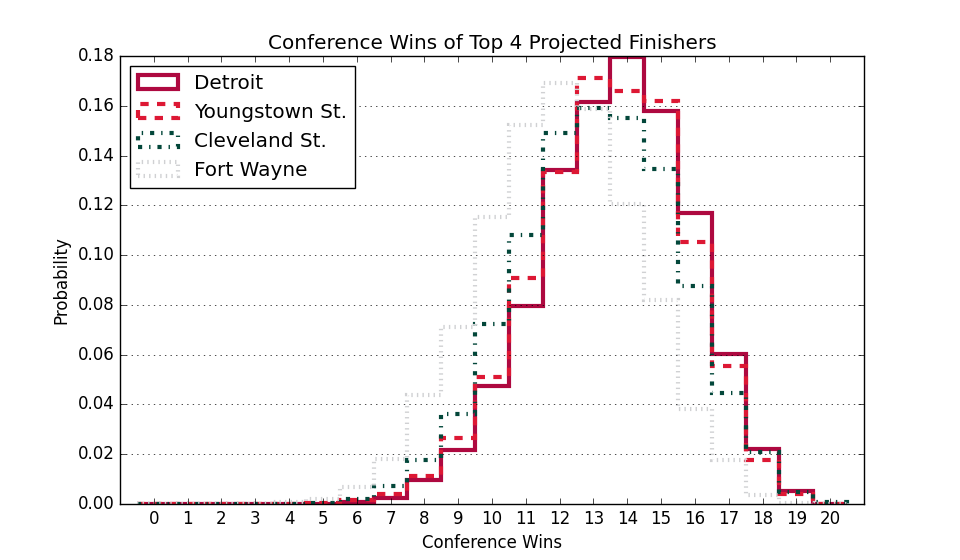 Conference Wins of Top 4 Projected Finishers
0.18
0.16
0.14
0.12
0.10
0.08
0.06
0.04
0.02
0.00
Probability
Detroit
Youngstown St.
Cleveland St.
Fort Wayne
0 1 2 3 4 5 6 7 8 9 10 11 12 13 14 15 16 17 18 19 20
Conference Wins